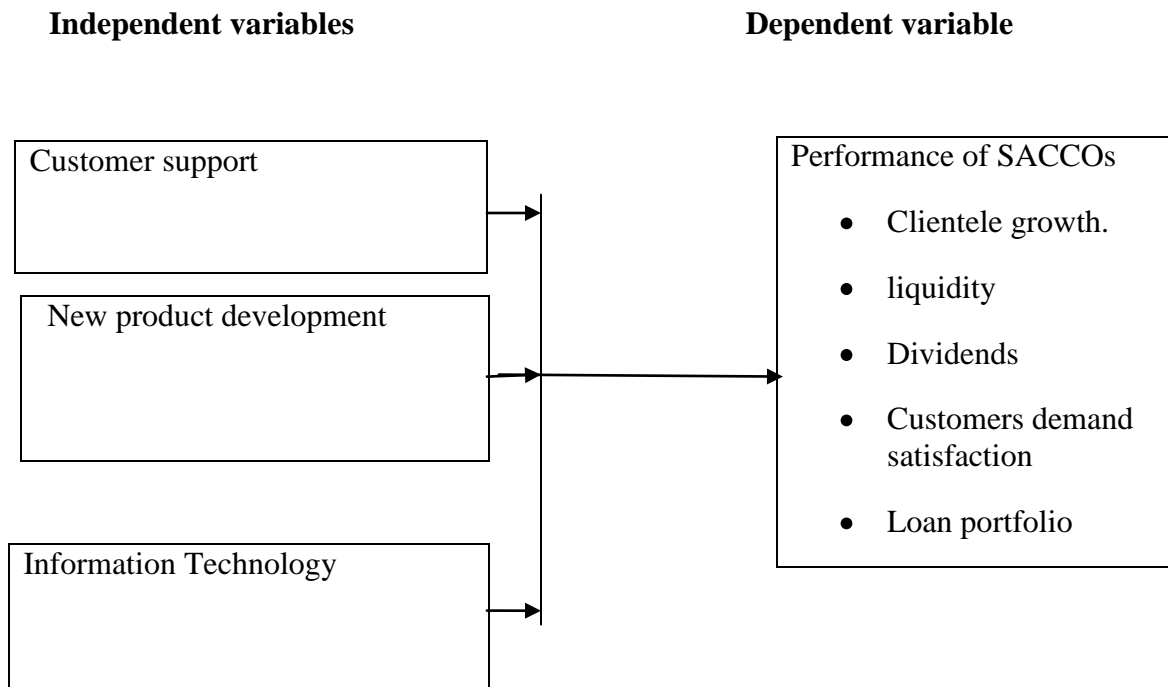 Independent variables
Dependent variable
Customer support
New product development
Information Technology
Performance of SACCOs
• Clientele growth.
• liquidity
• Dividends
• Customers demand
satisfaction
• Loan portfolio